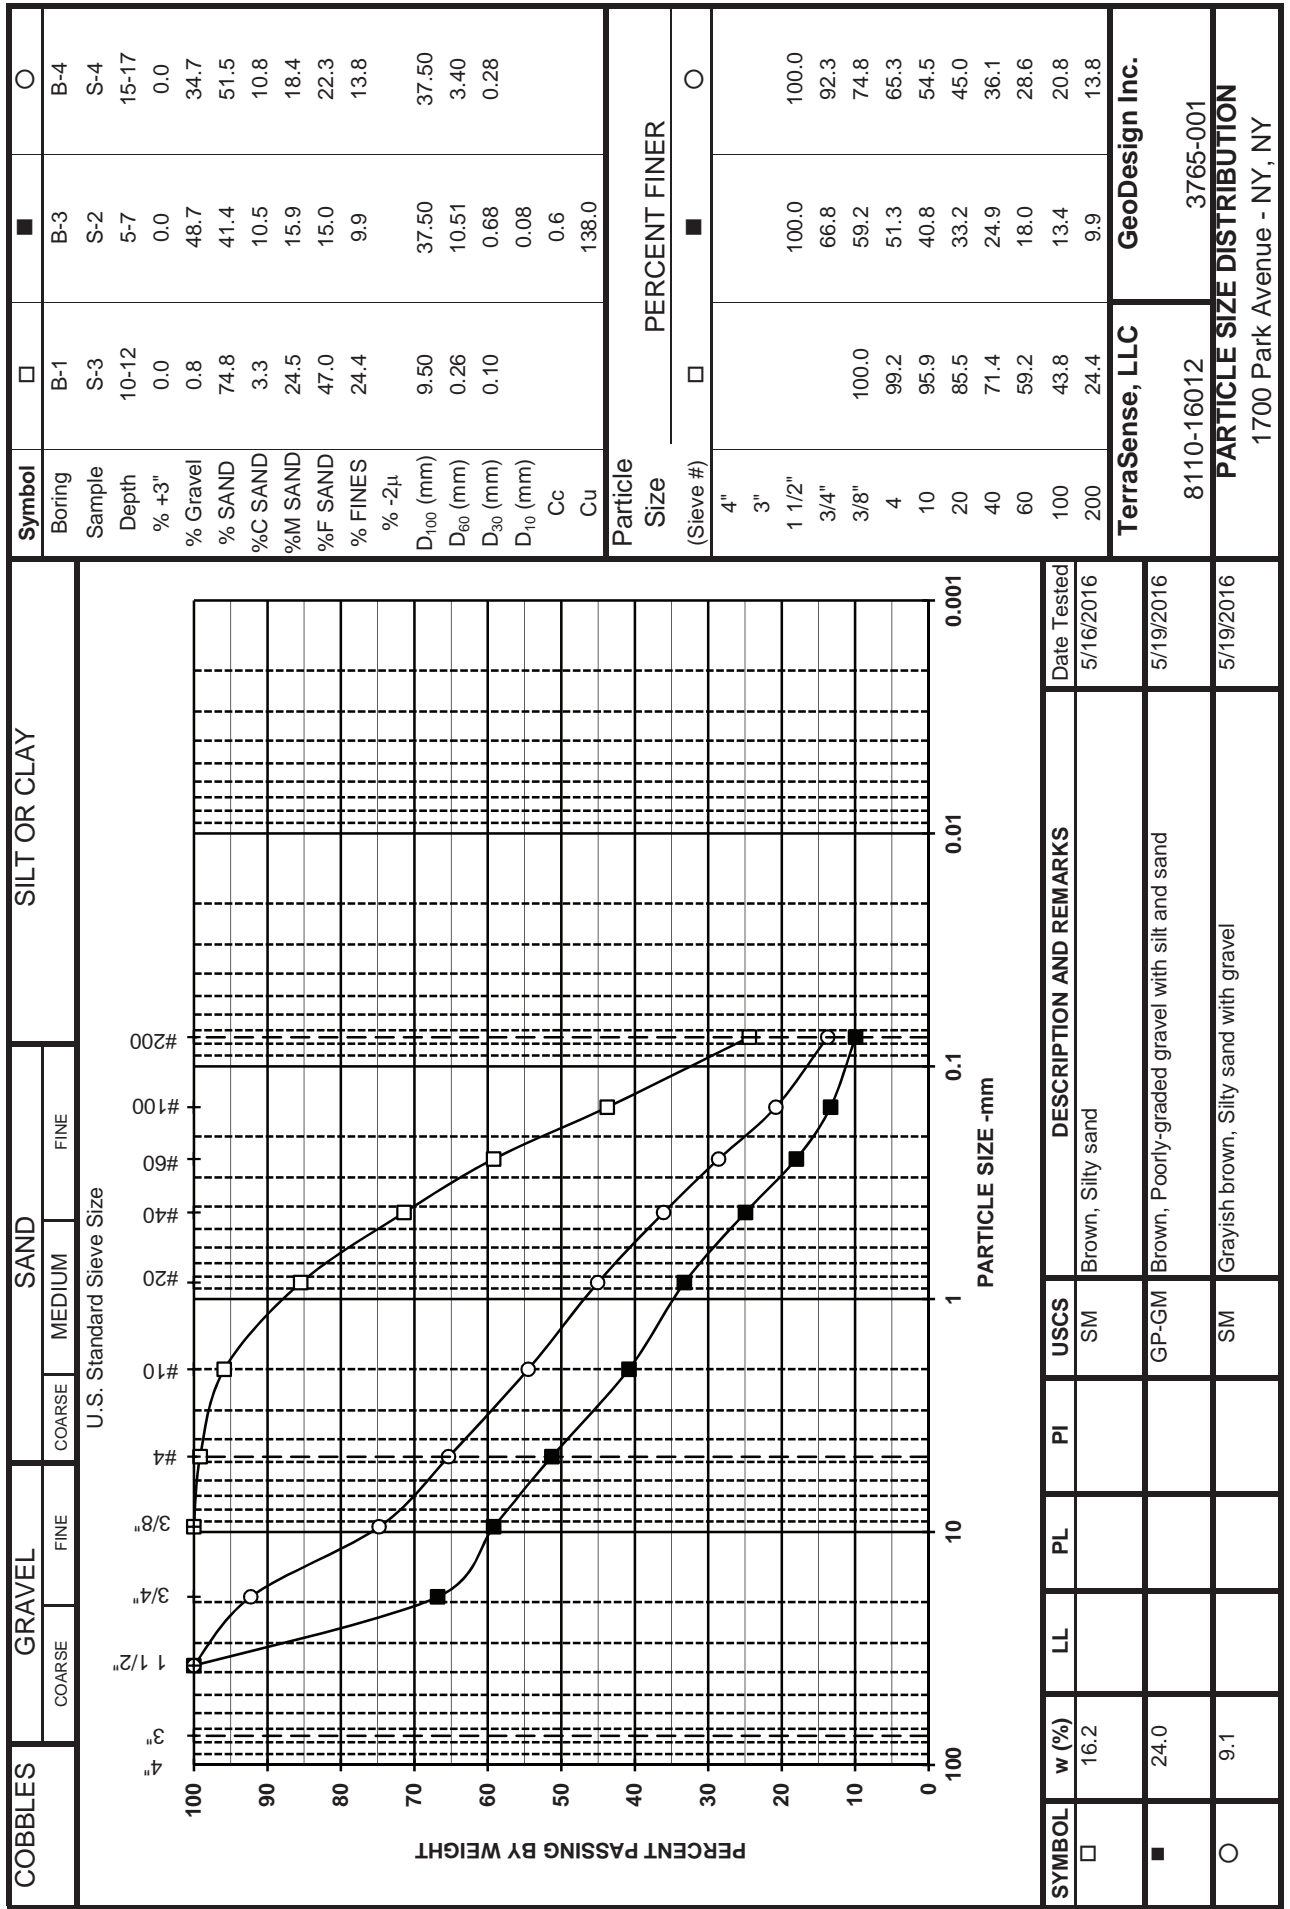 COBBLES GRAVEL SAND SILT OR CLAY
COARSE FINE COARSE MEDIUM FINE
U.S. Standard Sieve Size
4" 3" 1 1/2" 3/4" 3/8" #4 #10 #20 #40 #60 #100 #200
100
90
80
70
60
50
40
30
20
10
0
PERCENT PASSING BY WEIGHT
100 10 1 0.1 0.01 0.001
PARTICLE SIZE -mm
Symbol □ ■ ○
Boring B-1 B-3 B-4
Sample S-3 S-2 S-4
Depth 10-12 5-7 15-17
% +3" 0.0 0.0 0.0
% Gravel 0.8 48.7 34.7
% SAND 74.8 41.4 51.5
%C SAND 3.3 10.5 10.8
%M SAND 24.5 15.9 18.4
%F SAND 47.0 15.0 22.3
% FINES 24.4 9.9 13.8
% -2µ
D100 (mm) 9.50 37.50 37.50
D60 (mm) 0.26 10.51 3.40
D30 (mm) 0.10 0.68 0.28
D10 (mm) 0.08
Cc 0.6
Cu 138.0
Particle PERCENT FINER
Size
(Sieve #) □ ■ ○
4"
3"
1 1/2" 100.0 100.0
3/4" 66.8 92.3
3/8" 100.0 59.2 74.8
4 99.2 51.3 65.3
10 95.9 40.8 54.5
20 85.5 33.2 45.0
40 71.4 24.9 36.1
60 59.2 18.0 28.6
100 43.8 13.4 20.8
200 24.4 9.9 13.8
SYMBOL w (%) LL PL PI USCS DESCRIPTION AND REMARKS Date Tested
□ 16.2 SM Brown, Silty sand 5/16/2016
■ 24.0 GP-GM Brown, Poorly-graded gravel with silt and sand 5/19/2016
○ 9.1 SM Grayish brown, Silty sand with gravel 5/19/2016
TerraSense, LLC GeoDesign Inc.
8110-16012 3765-001
PARTICLE SIZE DISTRIBUTION
1700 Park Avenue - NY, NY